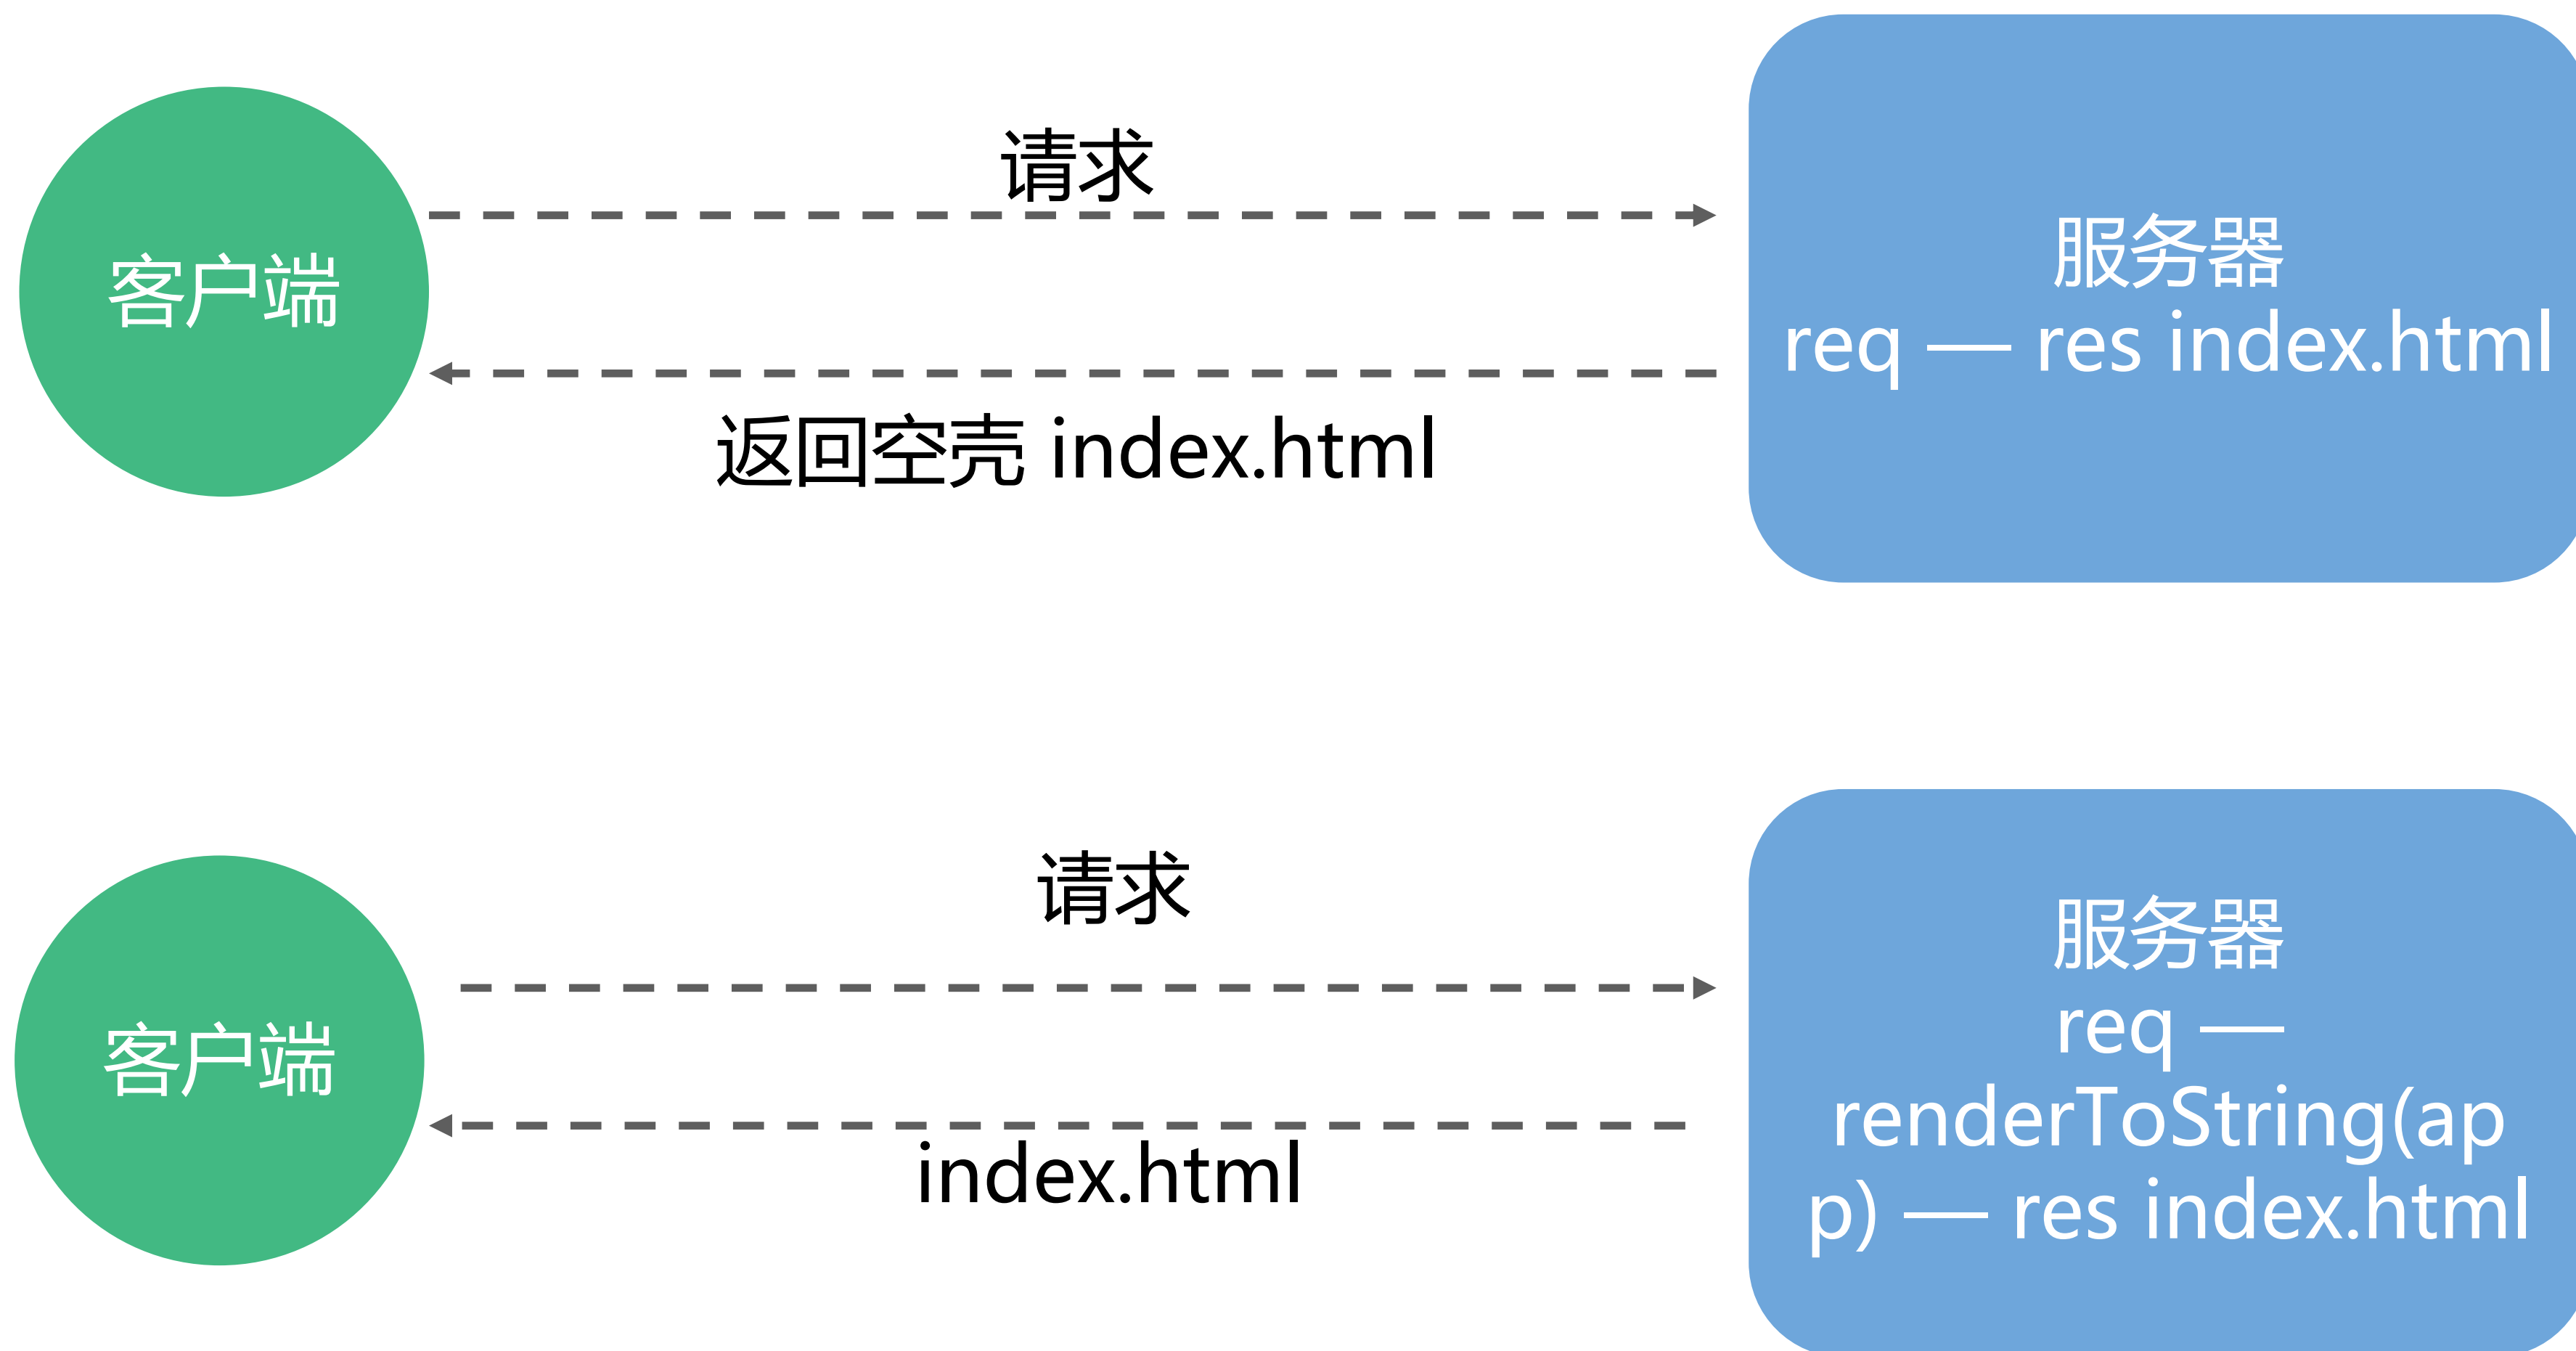 请求
客户端
服务器
req — res index.html
返回空壳 index.html
请求
客户端
服务器
req —
renderToString(ap
p) — res index.html
index.html